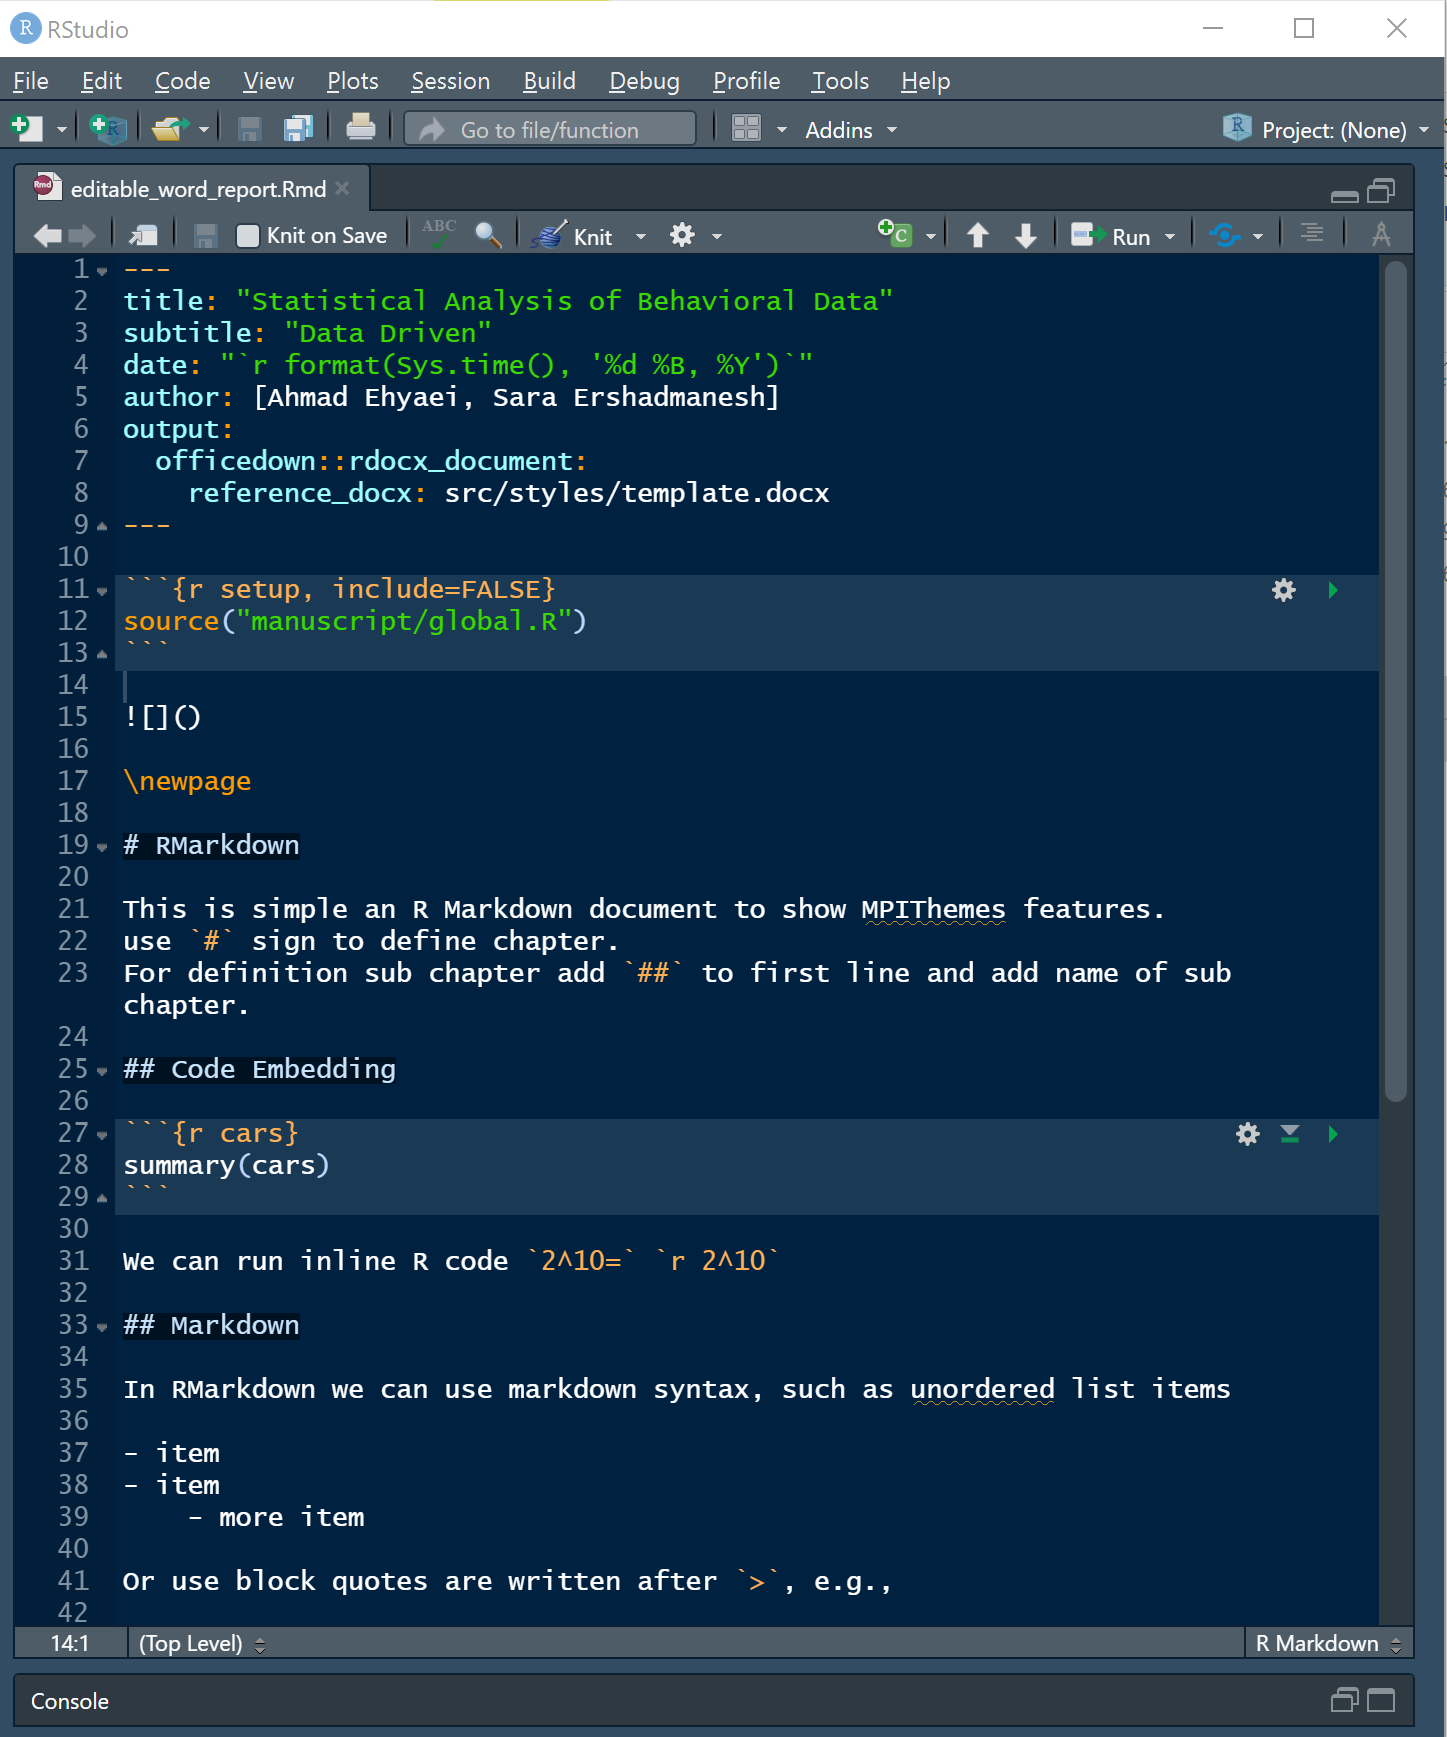 RStudio
File Edit Code View Plots Session Build Debug Profile Tools Help
Go to file/function Addins Project: (None)
editable_word_report.Rmd
Knit on Save ABC Knit Run
1 ---
2 title: "Statistical Analysis of Behavioral Data"
3 subtitle: "Data Driven"
4 date: "`r format(Sys.time(), '%d %B, %Y')`"
5 author: [Ahmad Ehyaei, Sara Ershadmanesh]
6 output:
7   officedown::rdocx_document:
8     reference_docx: src/styles/template.docx
9 ---
10
11 ```{r setup, include=FALSE}
12 source("manuscript/global.R")
13 ```
14
15 ![]()
16
17 \newpage
18
19 # RMarkdown
20
21 This is simple an R Markdown document to show MPIThemes features.
22 use `#` sign to define chapter.
23 For definition sub chapter add `##` to first line and add name of sub
chapter.
24
25 ## Code Embedding
26
27 ```{r cars}
28 summary(cars)
29 ```
30
31 We can run inline R code `2^10=` `r 2^10`
32
33 ## Markdown
34
35 In RMarkdown we can use markdown syntax, such as unordered list items
36
37 - item
38 - item
39     - more item
40
41 Or use block quotes are written after `>`, e.g.,
42
14:1 (Top Level) R Markdown
Console